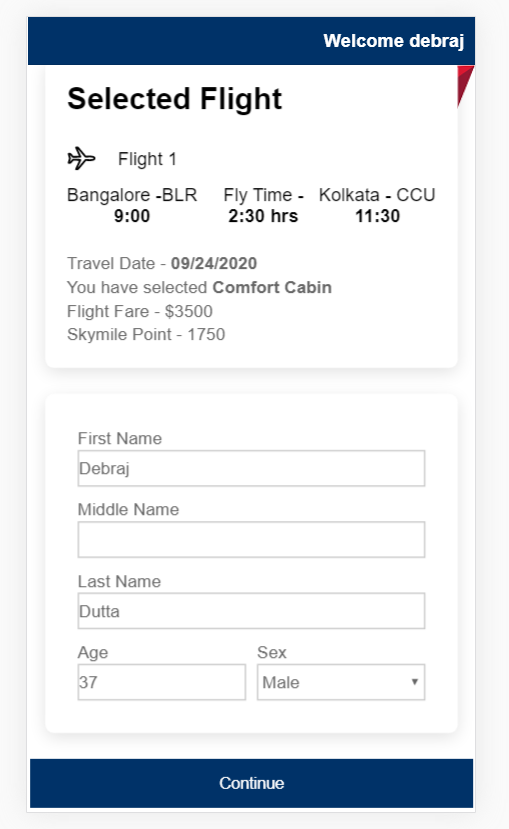 Welcome debraj
Selected Flight
Flight 1
Bangalore -BLR Fly Time - Kolkata - CCU
9:00 2:30 hrs 11:30
Travel Date - 09/24/2020
You have selected Comfort Cabin
Flight Fare - $3500
Skymile Point - 1750
First Name
Debraj
Middle Name
Last Name
Dutta
Age Sex
37 Male
Continue